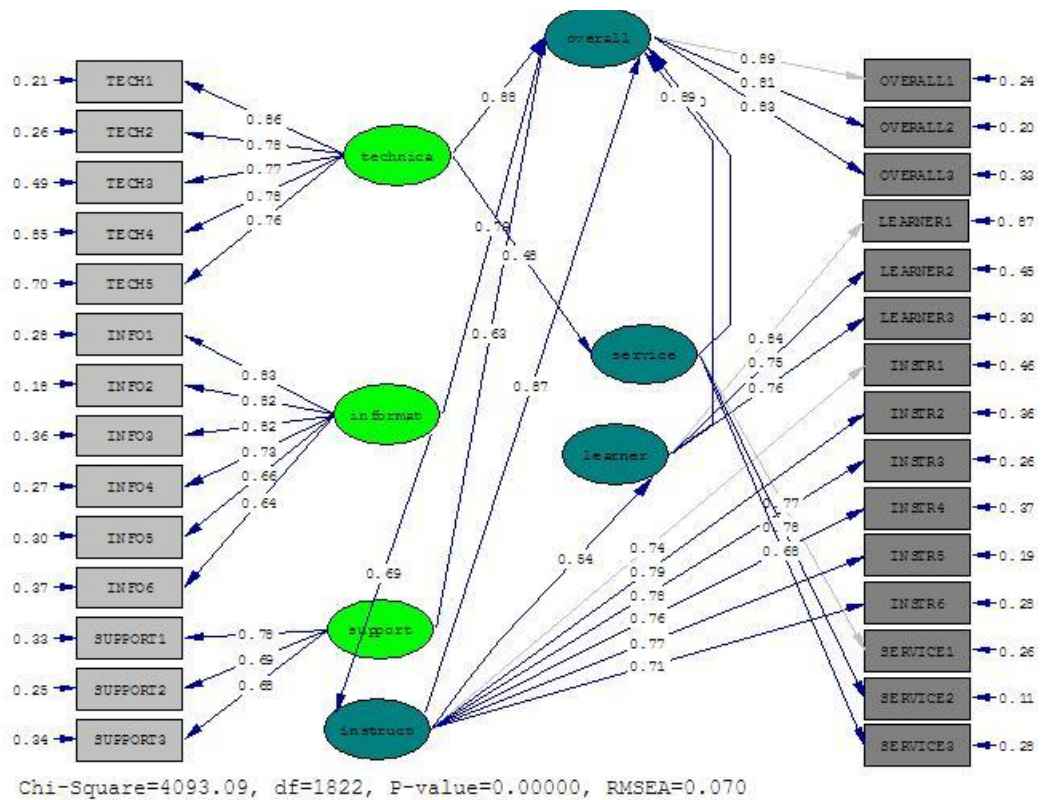 0.21 TECH1
0.26 TECH2
0.49 TECH3
0.85 TECH4
0.70 TECH5
0.28 INFO1
0.18 INFO2
0.36 INFO3
0.27 INFO4
0.30 INFO5
0.37 INFO6
0.33 SUPPORT1
0.25 SUPPORT2
0.34 SUPPORT3
0.86
0.78
0.77
0.78
0.76
0.83
0.82
0.82
0.73
0.66
0.64
0.78
0.69
0.68
technica
informat
support
instruct
0.88
0.48
0.63
0.87
0.69
0.54
overall
service
learner
0.89
0.89
0.81
0.83
0.84
0.75
0.76
0.77
0.78
0.68
0.74
0.79
0.78
0.76
0.77
0.71
OVERALL1 0.24
OVERALL2 0.20
OVERALL3 0.33
LEARNER1 0.87
LEARNER2 0.45
LEARNER3 0.30
INSTR1 0.46
INSTR2 0.36
INSTR3 0.26
INSTR4 0.37
INSTR5 0.19
INSTR6 0.28
SERVICE1 0.26
SERVICE2 0.11
SERVICE3 0.28
Chi-Square=4093.09, df=1822, P-value=0.00000, RMSEA=0.070